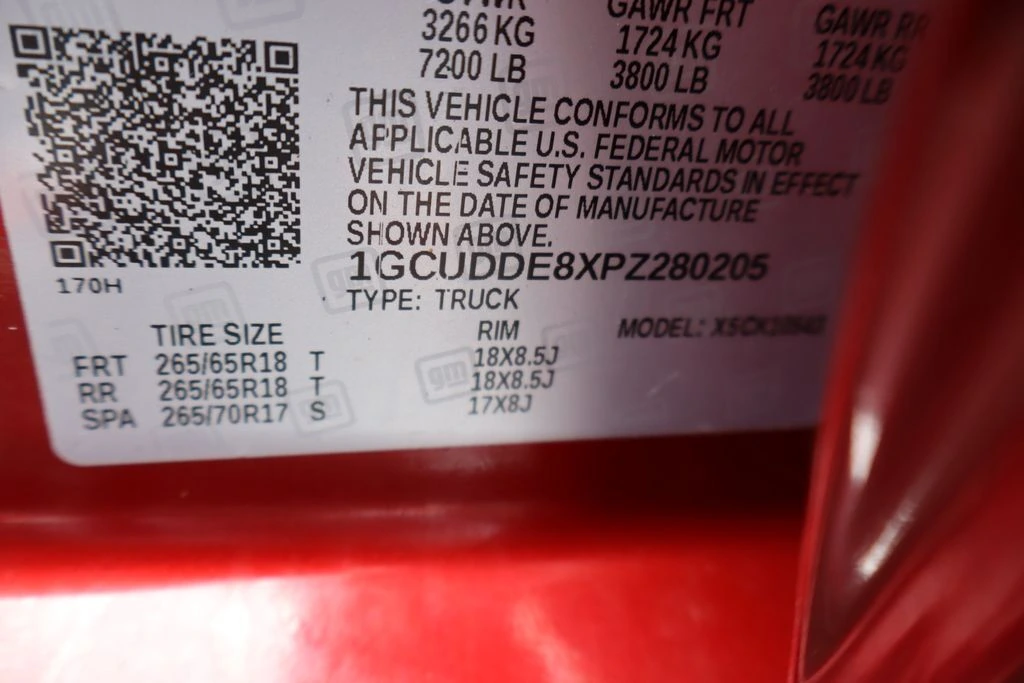 GVWR GAWR FRT GAWR RR
3266 KG 1724 KG 1724 KG
7200 LB 3800 LB 3800 LB
THIS VEHICLE CONFORMS TO ALL
APPLICABLE U.S. FEDERAL MOTOR
VEHICLE SAFETY STANDARDS IN EFFECT
ON THE DATE OF MANUFACTURE
SHOWN ABOVE.
1GCUDDE8XPZ280205
170H
TYPE: TRUCK
TIRE SIZE RIM MODEL:
FRT 265/65R18 T 18X8.5J
RR 265/65R18 T 18X8.5J
SPA 265/70R17 S 17X8J
gm